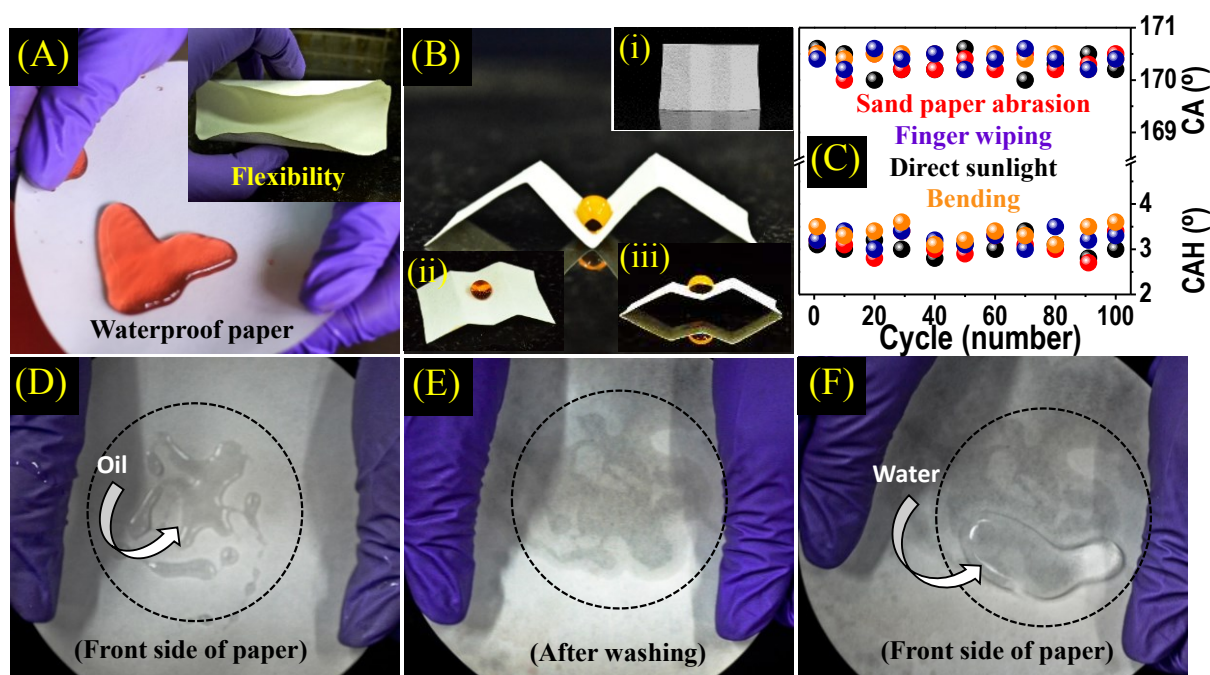 (A)
Flexibility
Waterproof paper
(B)
(i)
(ii)
(iii)
(C)
Sand paper abrasion
Finger wiping
Direct sunlight
Bending
171
170
169
CA (º)
4
3
2
CAH (º)
0 20 40 60 80 100
Cycle (number)
(D)
Oil
(Front side of paper)
(E)
(After washing)
(F)
Water
(Front side of paper)